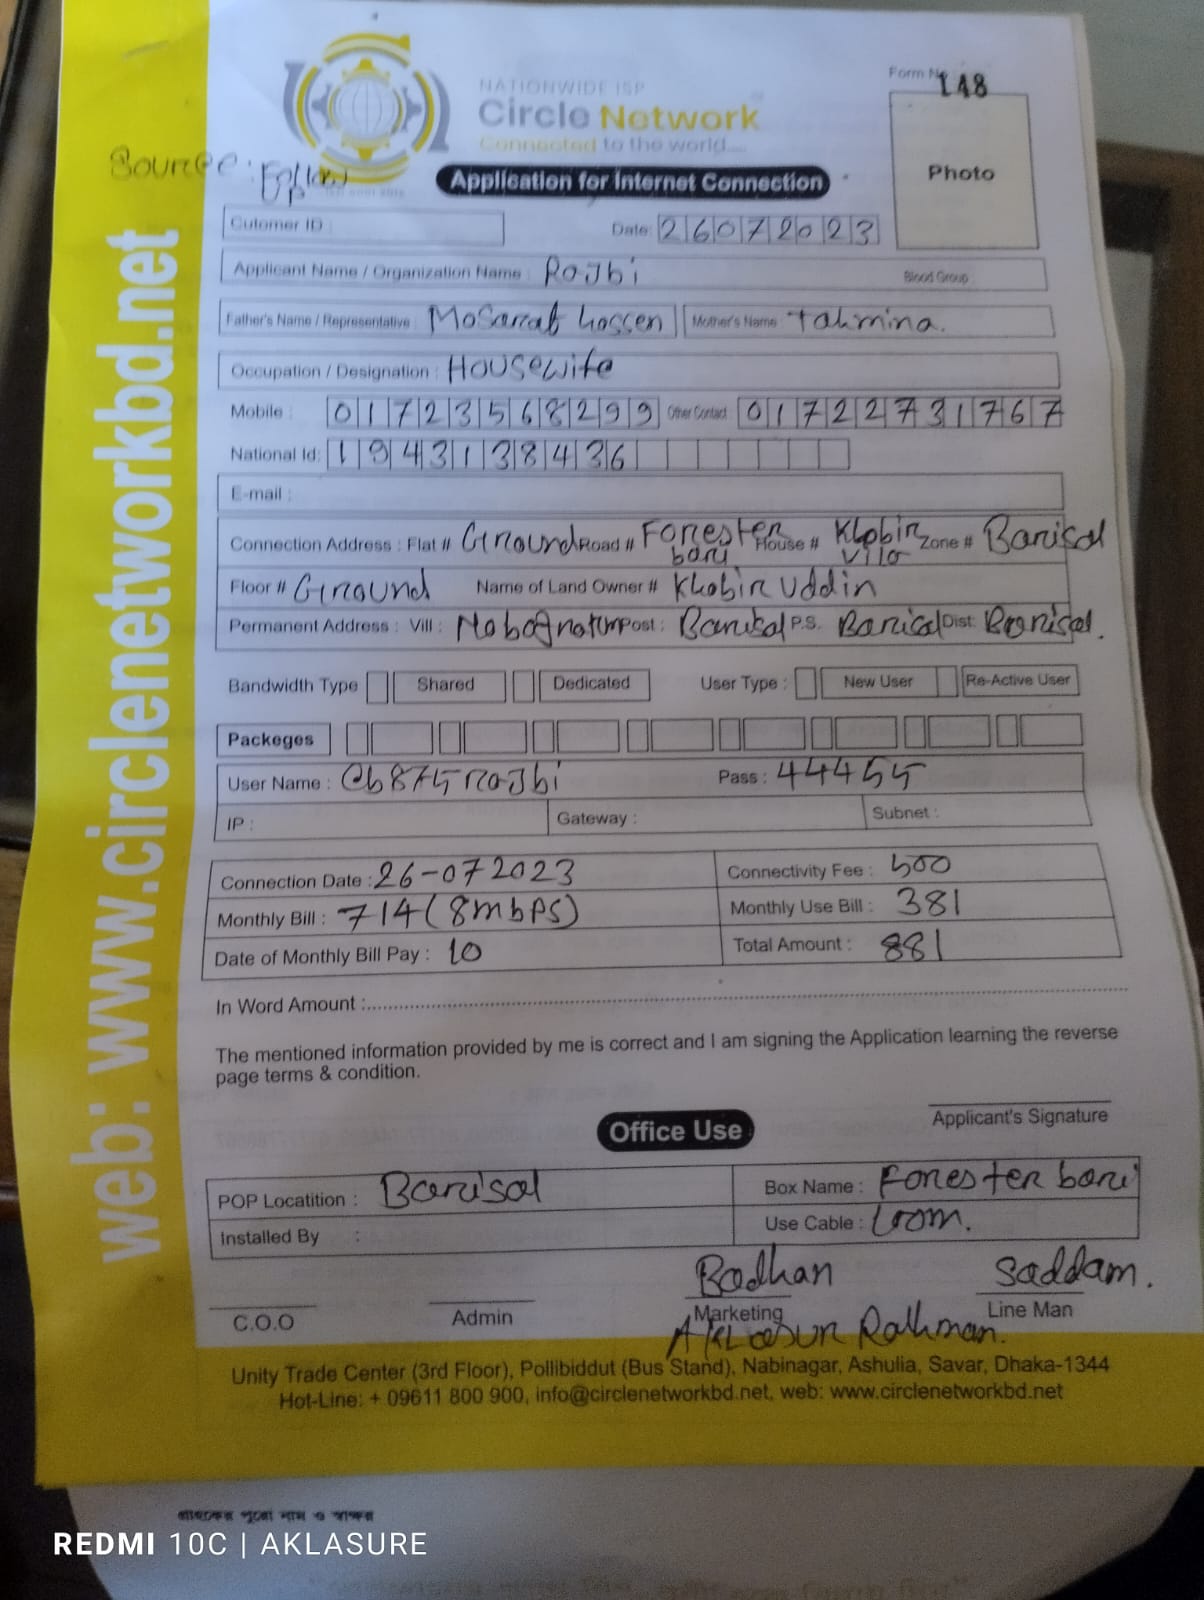 Form No 148
NATIONWIDE ISP
Circle Network
Connected to the world....
Source: Follow Up
Application for Internet Connection
Photo
Cutomer ID :
Date: 26072023
Applicant Name / Organization Name : Rajbi Blood Group :
Father's Name / Representative : Mosarrat hossen Mother's Name : Tahmina.
Occupation / Designation : Housewife
Mobile : 01723568299 Other Contact : 01722731767
National Id: 1943138436
E-mail :
Connection Address : Flat # Ground Road # Forester bari House # Khobir vila Zone # Barisal
Floor # Ground Name of Land Owner # Khobir Uddin
Permanent Address : Vill : Post : Barisal P.S. Barisal Dist: Barisal.
Bandwidth Type Shared Dedicated User Type : New User Re-Active User
Packeges
User Name : Cb875rajbi Pass : 44455
IP : Gateway : Subnet :
Connection Date : 26-072023 Connectivity Fee : 500
Monthly Bill : 714 (8mbps) Monthly Use Bill : 381
Date of Monthly Bill Pay : 10 Total Amount : 881
In Word Amount :
The mentioned information provided by me is correct and I am signing the Application learning the reverse
page terms & condition.
Applicant's Signature
Office Use
POP Locatition : Barisal Box Name : Forester bari
Installed By : Use Cable :
Badhan Saddam.
C.O.O Admin Marketing Line Man
Aklasur Rahman.
Unity Trade Center (3rd Floor), Pollibiddut (Bus Stand), Nabinagar, Ashulia, Savar, Dhaka-1344
Hot-Line: + 09611 800 900, info@circlenetworkbd.net, web: www.circlenetworkbd.net
web: www.circlenetworkbd.net
REDMI 10C | AKLASURE